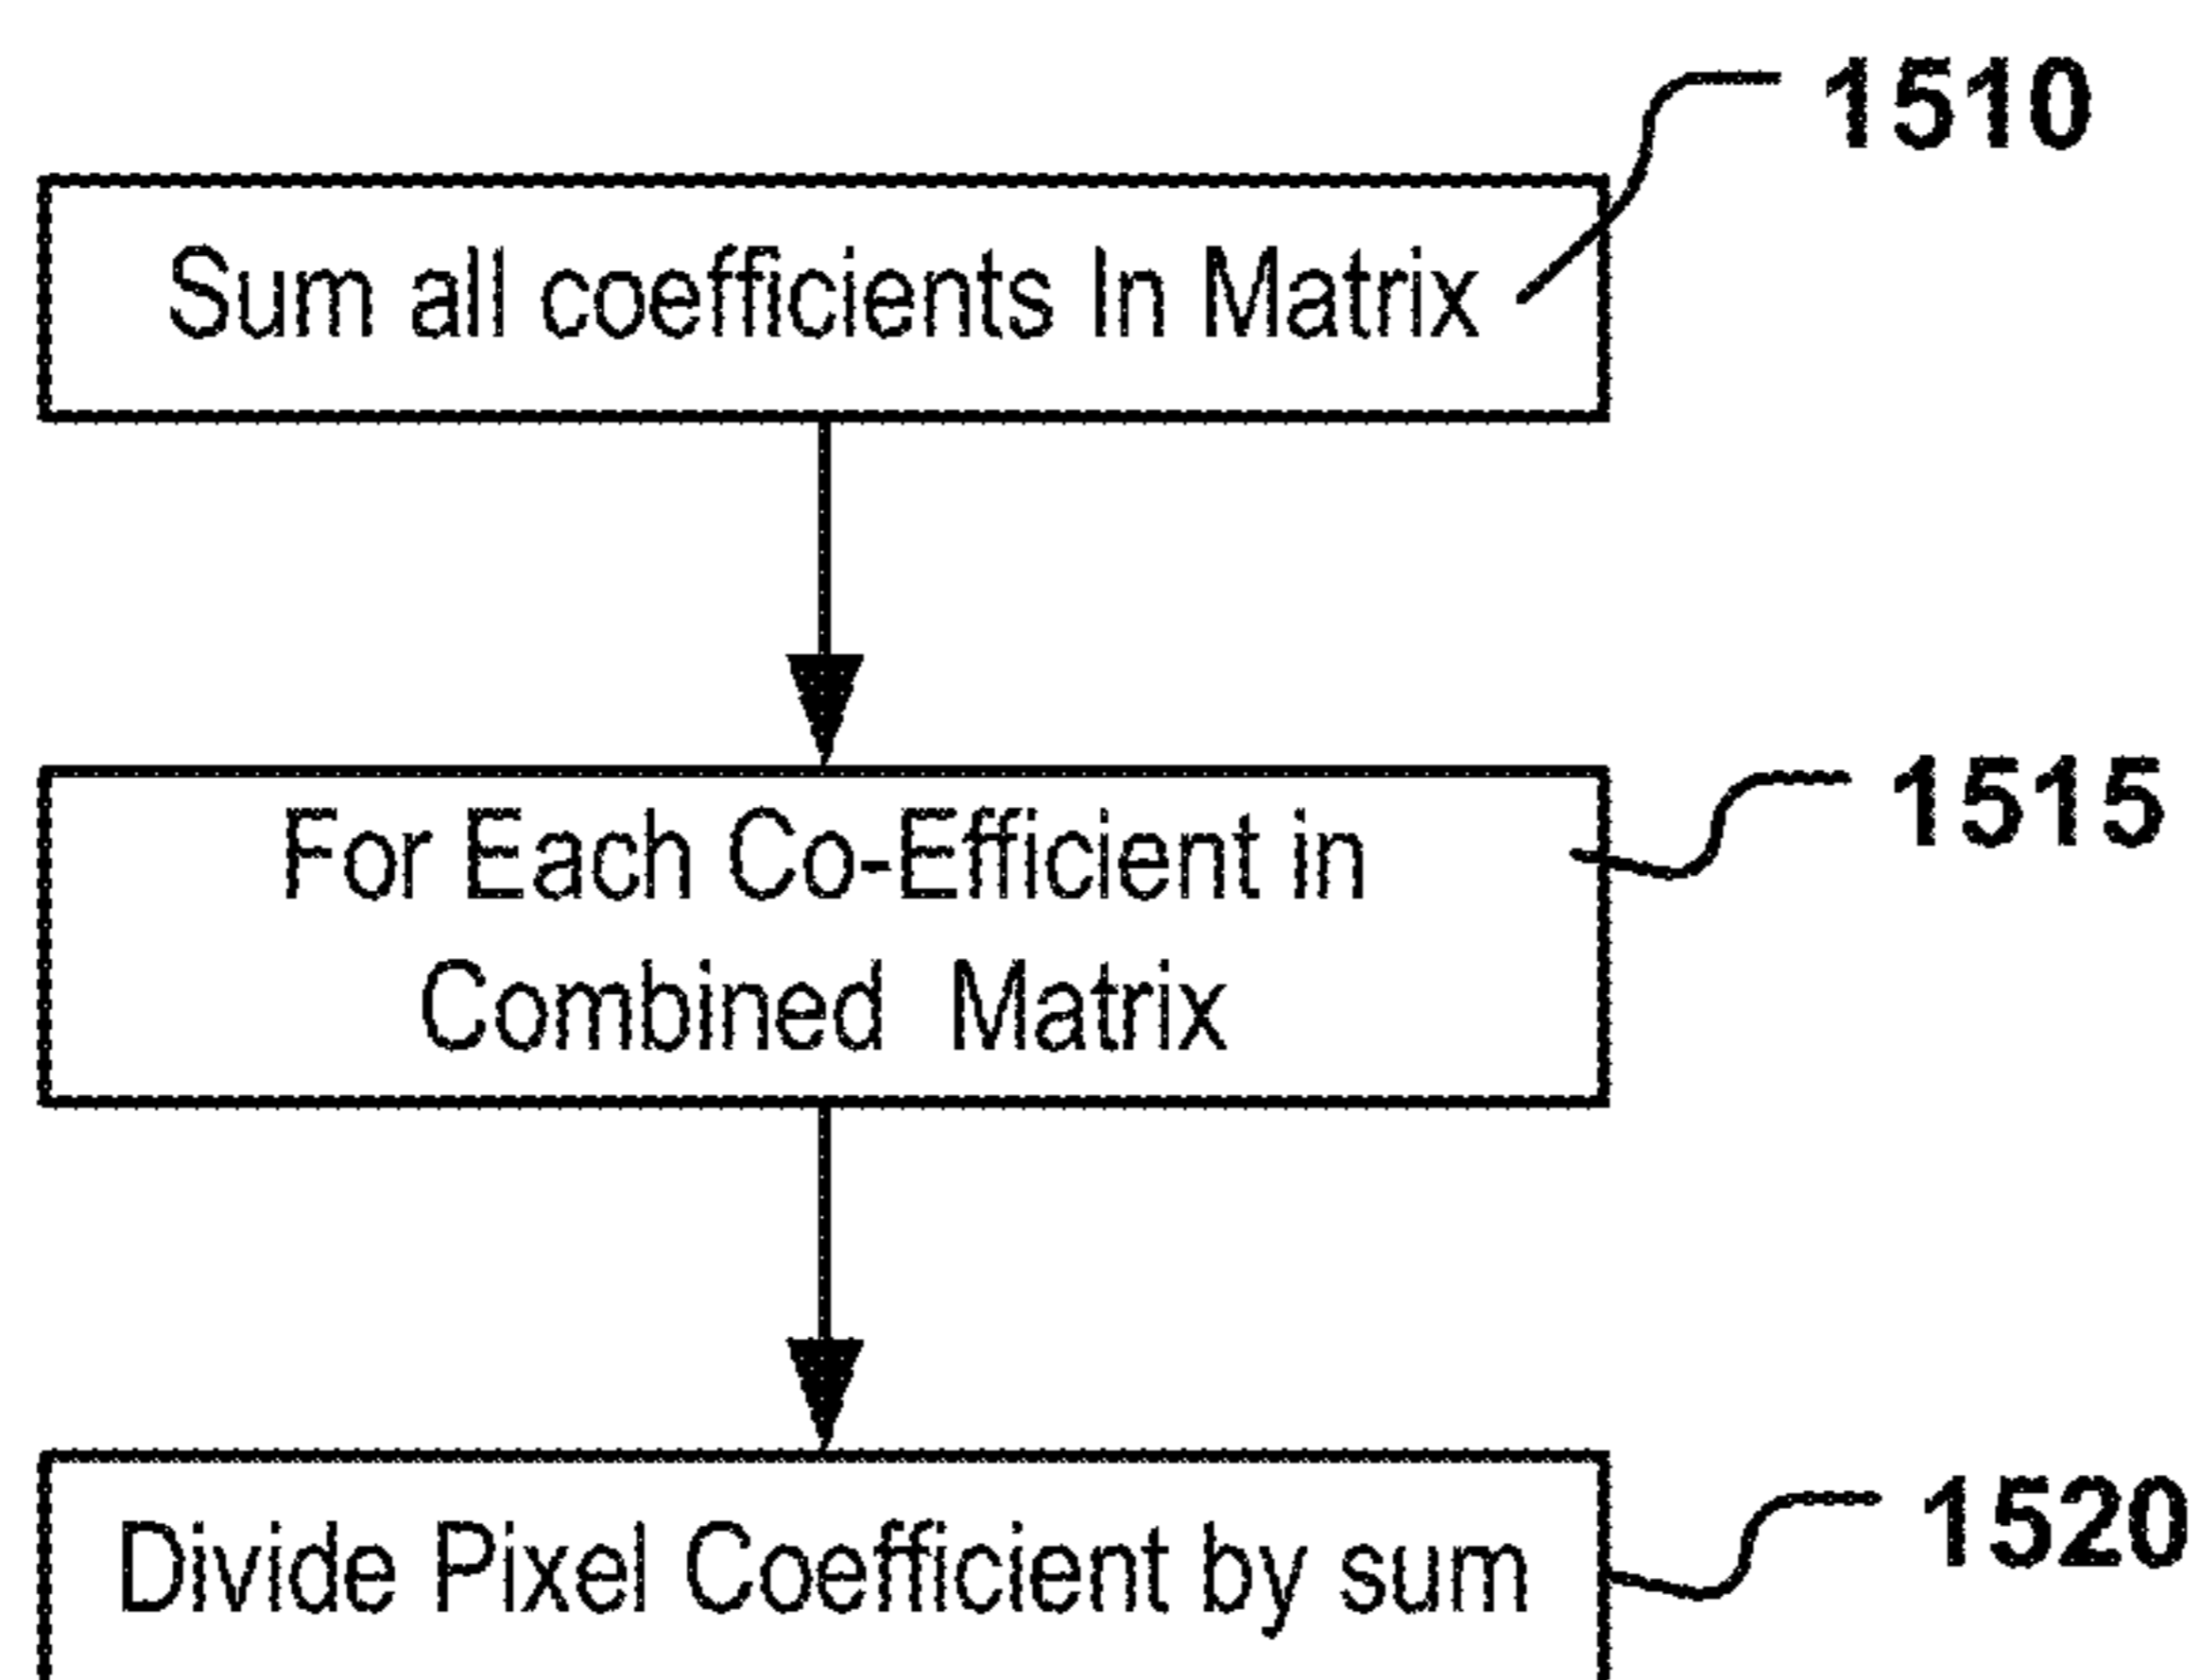 1510
Sum all coefficients In Matrix
1515
For Each Co-Efficient in
Combined Matrix
1520
Divide Pixel Coefficient by sum